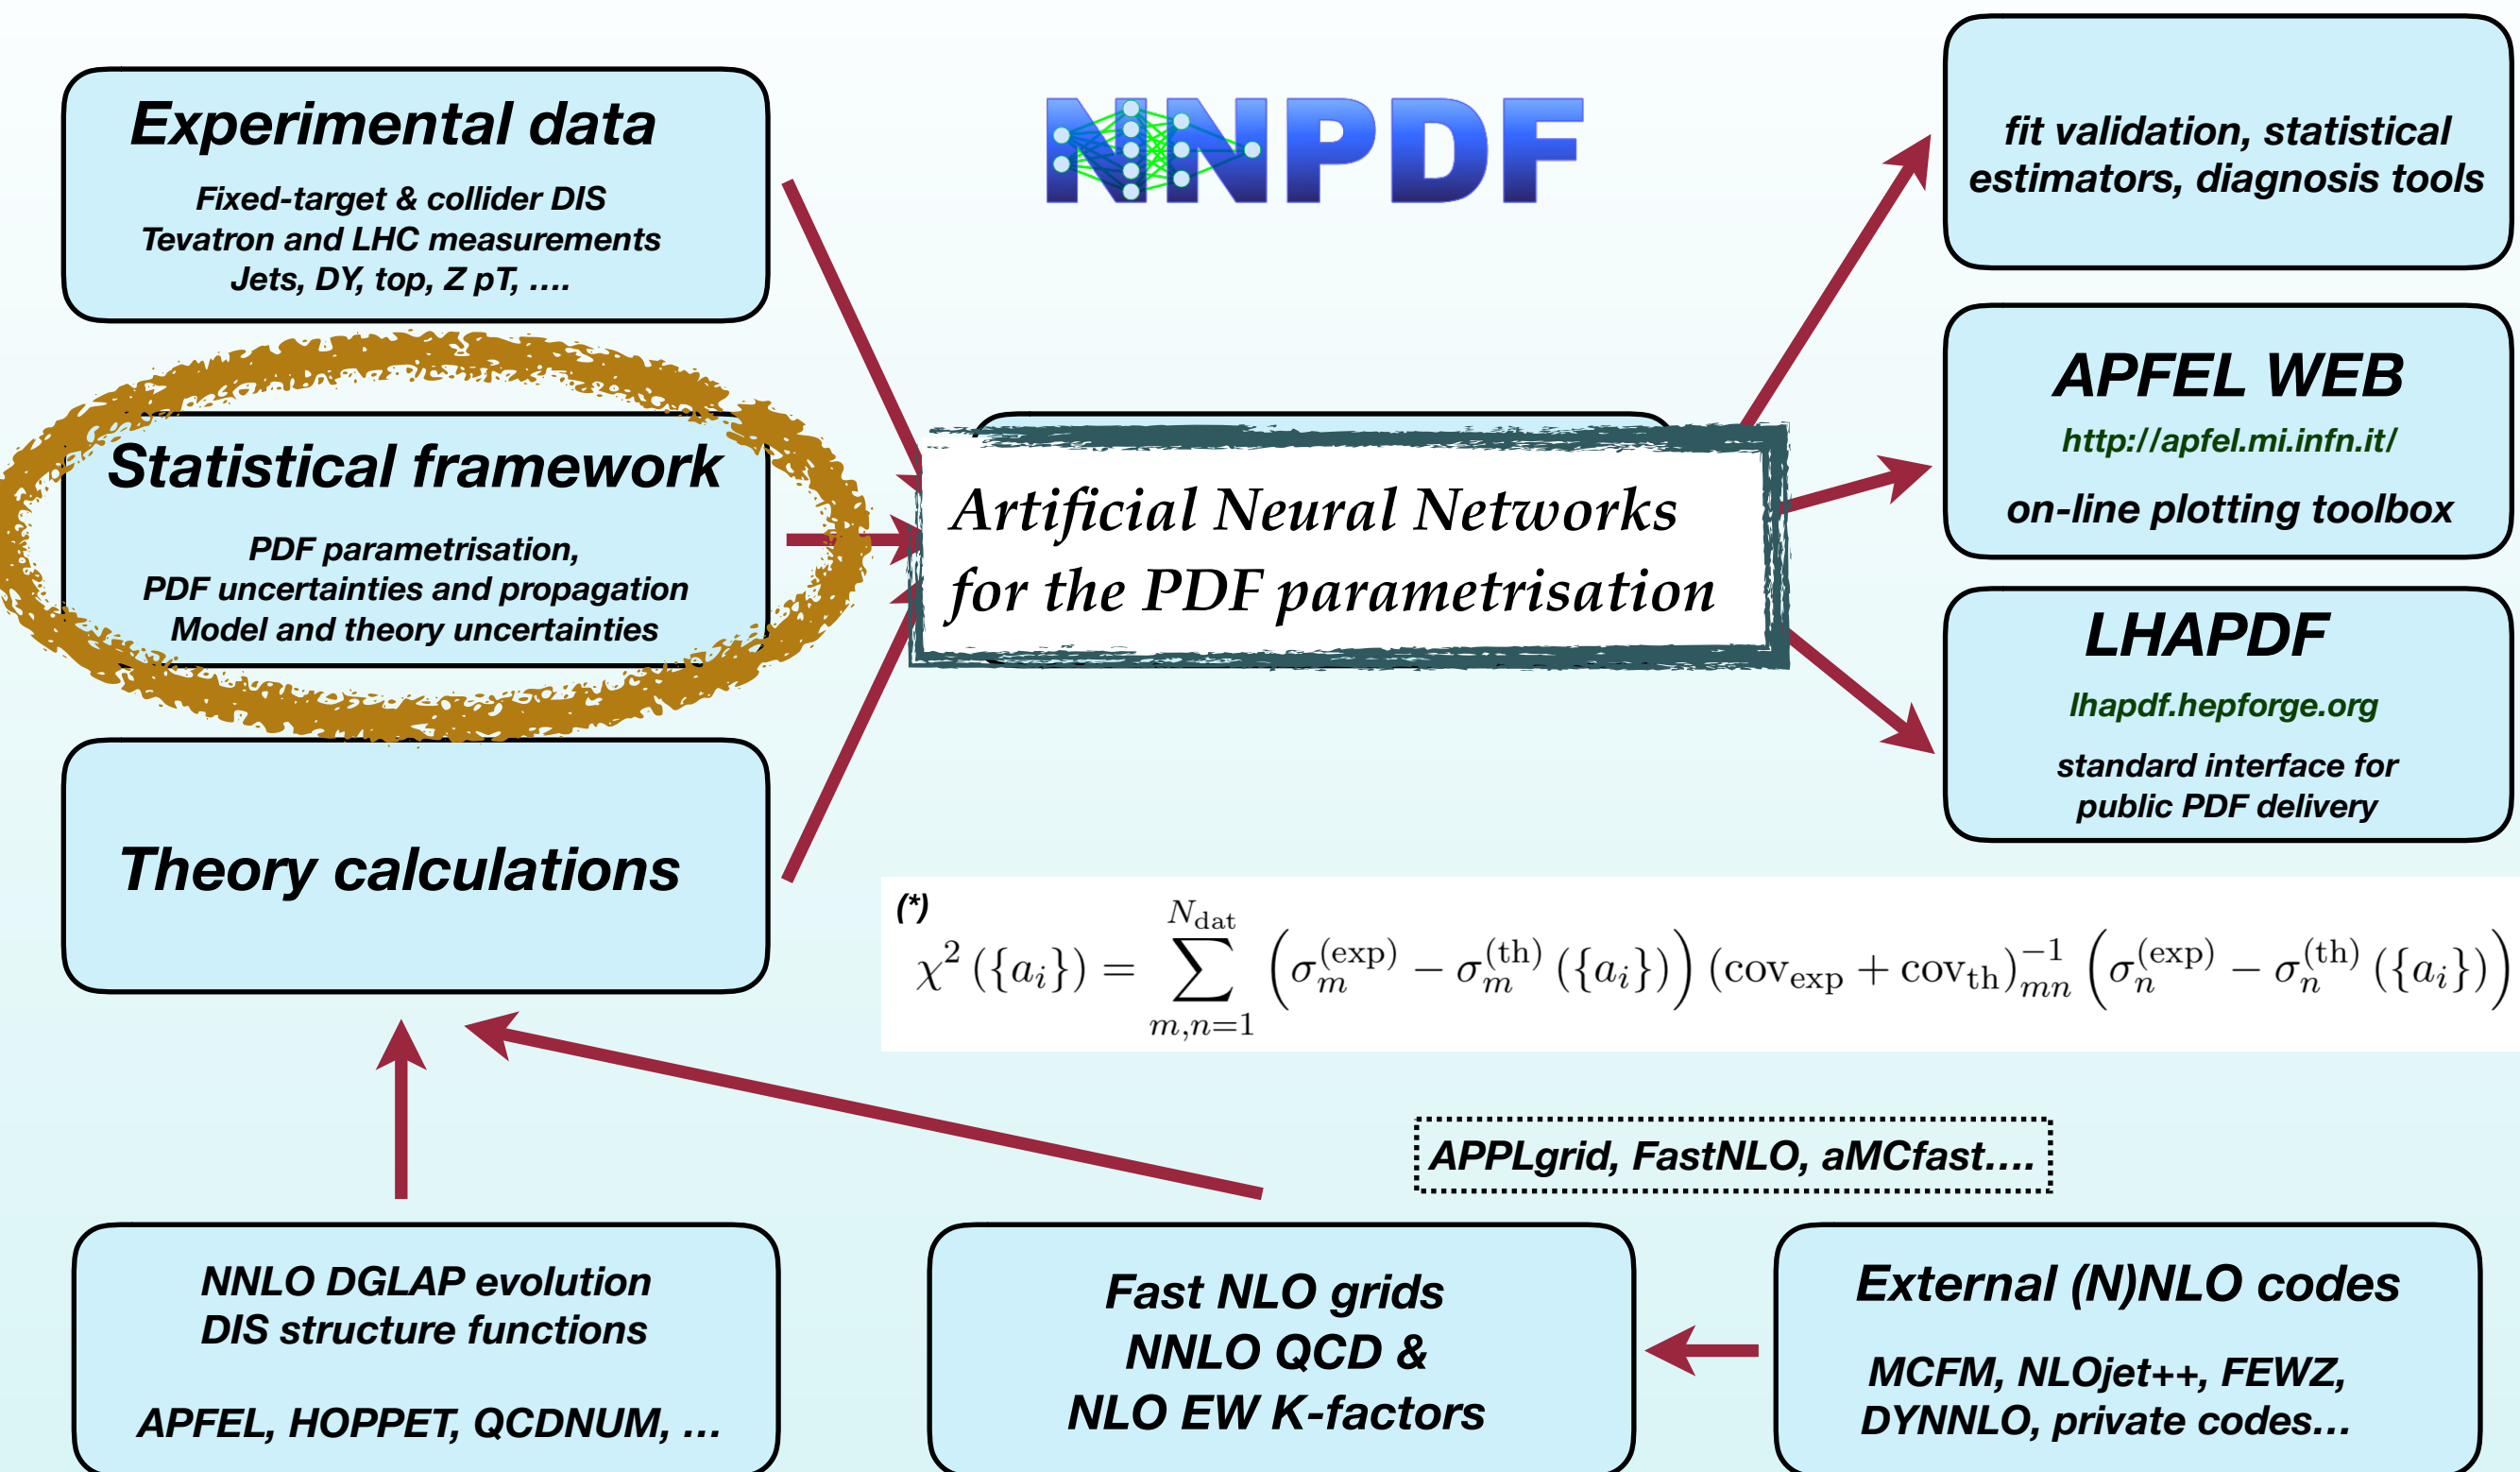 Experimental data
Fixed-target & collider DIS
Tevatron and LHC measurements
Jets, DY, top, Z pT, ....
NNPDF
fit validation, statistical
estimators, diagnosis tools
Statistical framework
PDF parametrisation,
PDF uncertainties and propagation
Model and theory uncertainties
Artificial Neural Networks
for the PDF parametrisation
APFEL WEB
http://apfel.mi.infn.it/
on-line plotting toolbox
LHAPDF
lhapdf.hepforge.org
standard interface for
public PDF delivery
Theory calculations
(*)
χ² ({a_i}) = ∑_{m,n=1}^{N_dat} (σ_m^{(exp)} − σ_m^{(th)} ({a_i})) (cov_exp + cov_th)_{mn}^{−1} (σ_n^{(exp)} − σ_n^{(th)} ({a_i}))
APPLgrid, FastNLO, aMCfast....
NNLO DGLAP evolution
DIS structure functions
APFEL, HOPPET, QCDNUM, ...
Fast NLO grids
NNLO QCD &
NLO EW K-factors
External (N)NLO codes
MCFM, NLOjet++, FEWZ,
DYNNLO, private codes...